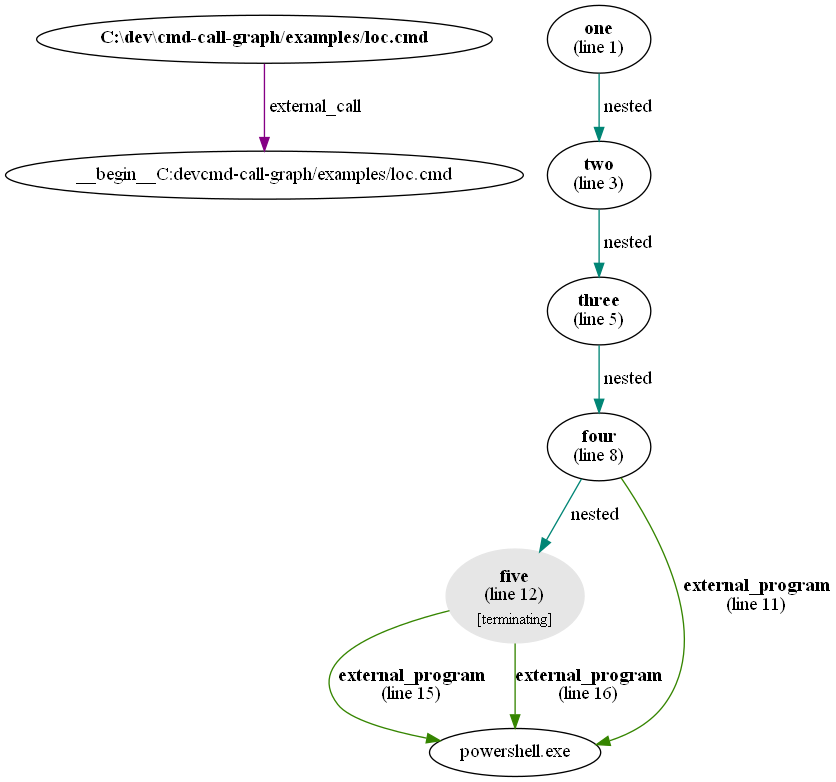 C:\dev\cmd-call-graph/examples/loc.cmd
external_call
__begin__C:devcmd-call-graph/examples/loc.cmd
one
(line 1)
nested
two
(line 3)
nested
three
(line 5)
nested
four
(line 8)
nested
five
(line 12)
[terminating]
external_program
(line 11)
external_program
(line 15)
external_program
(line 16)
powershell.exe